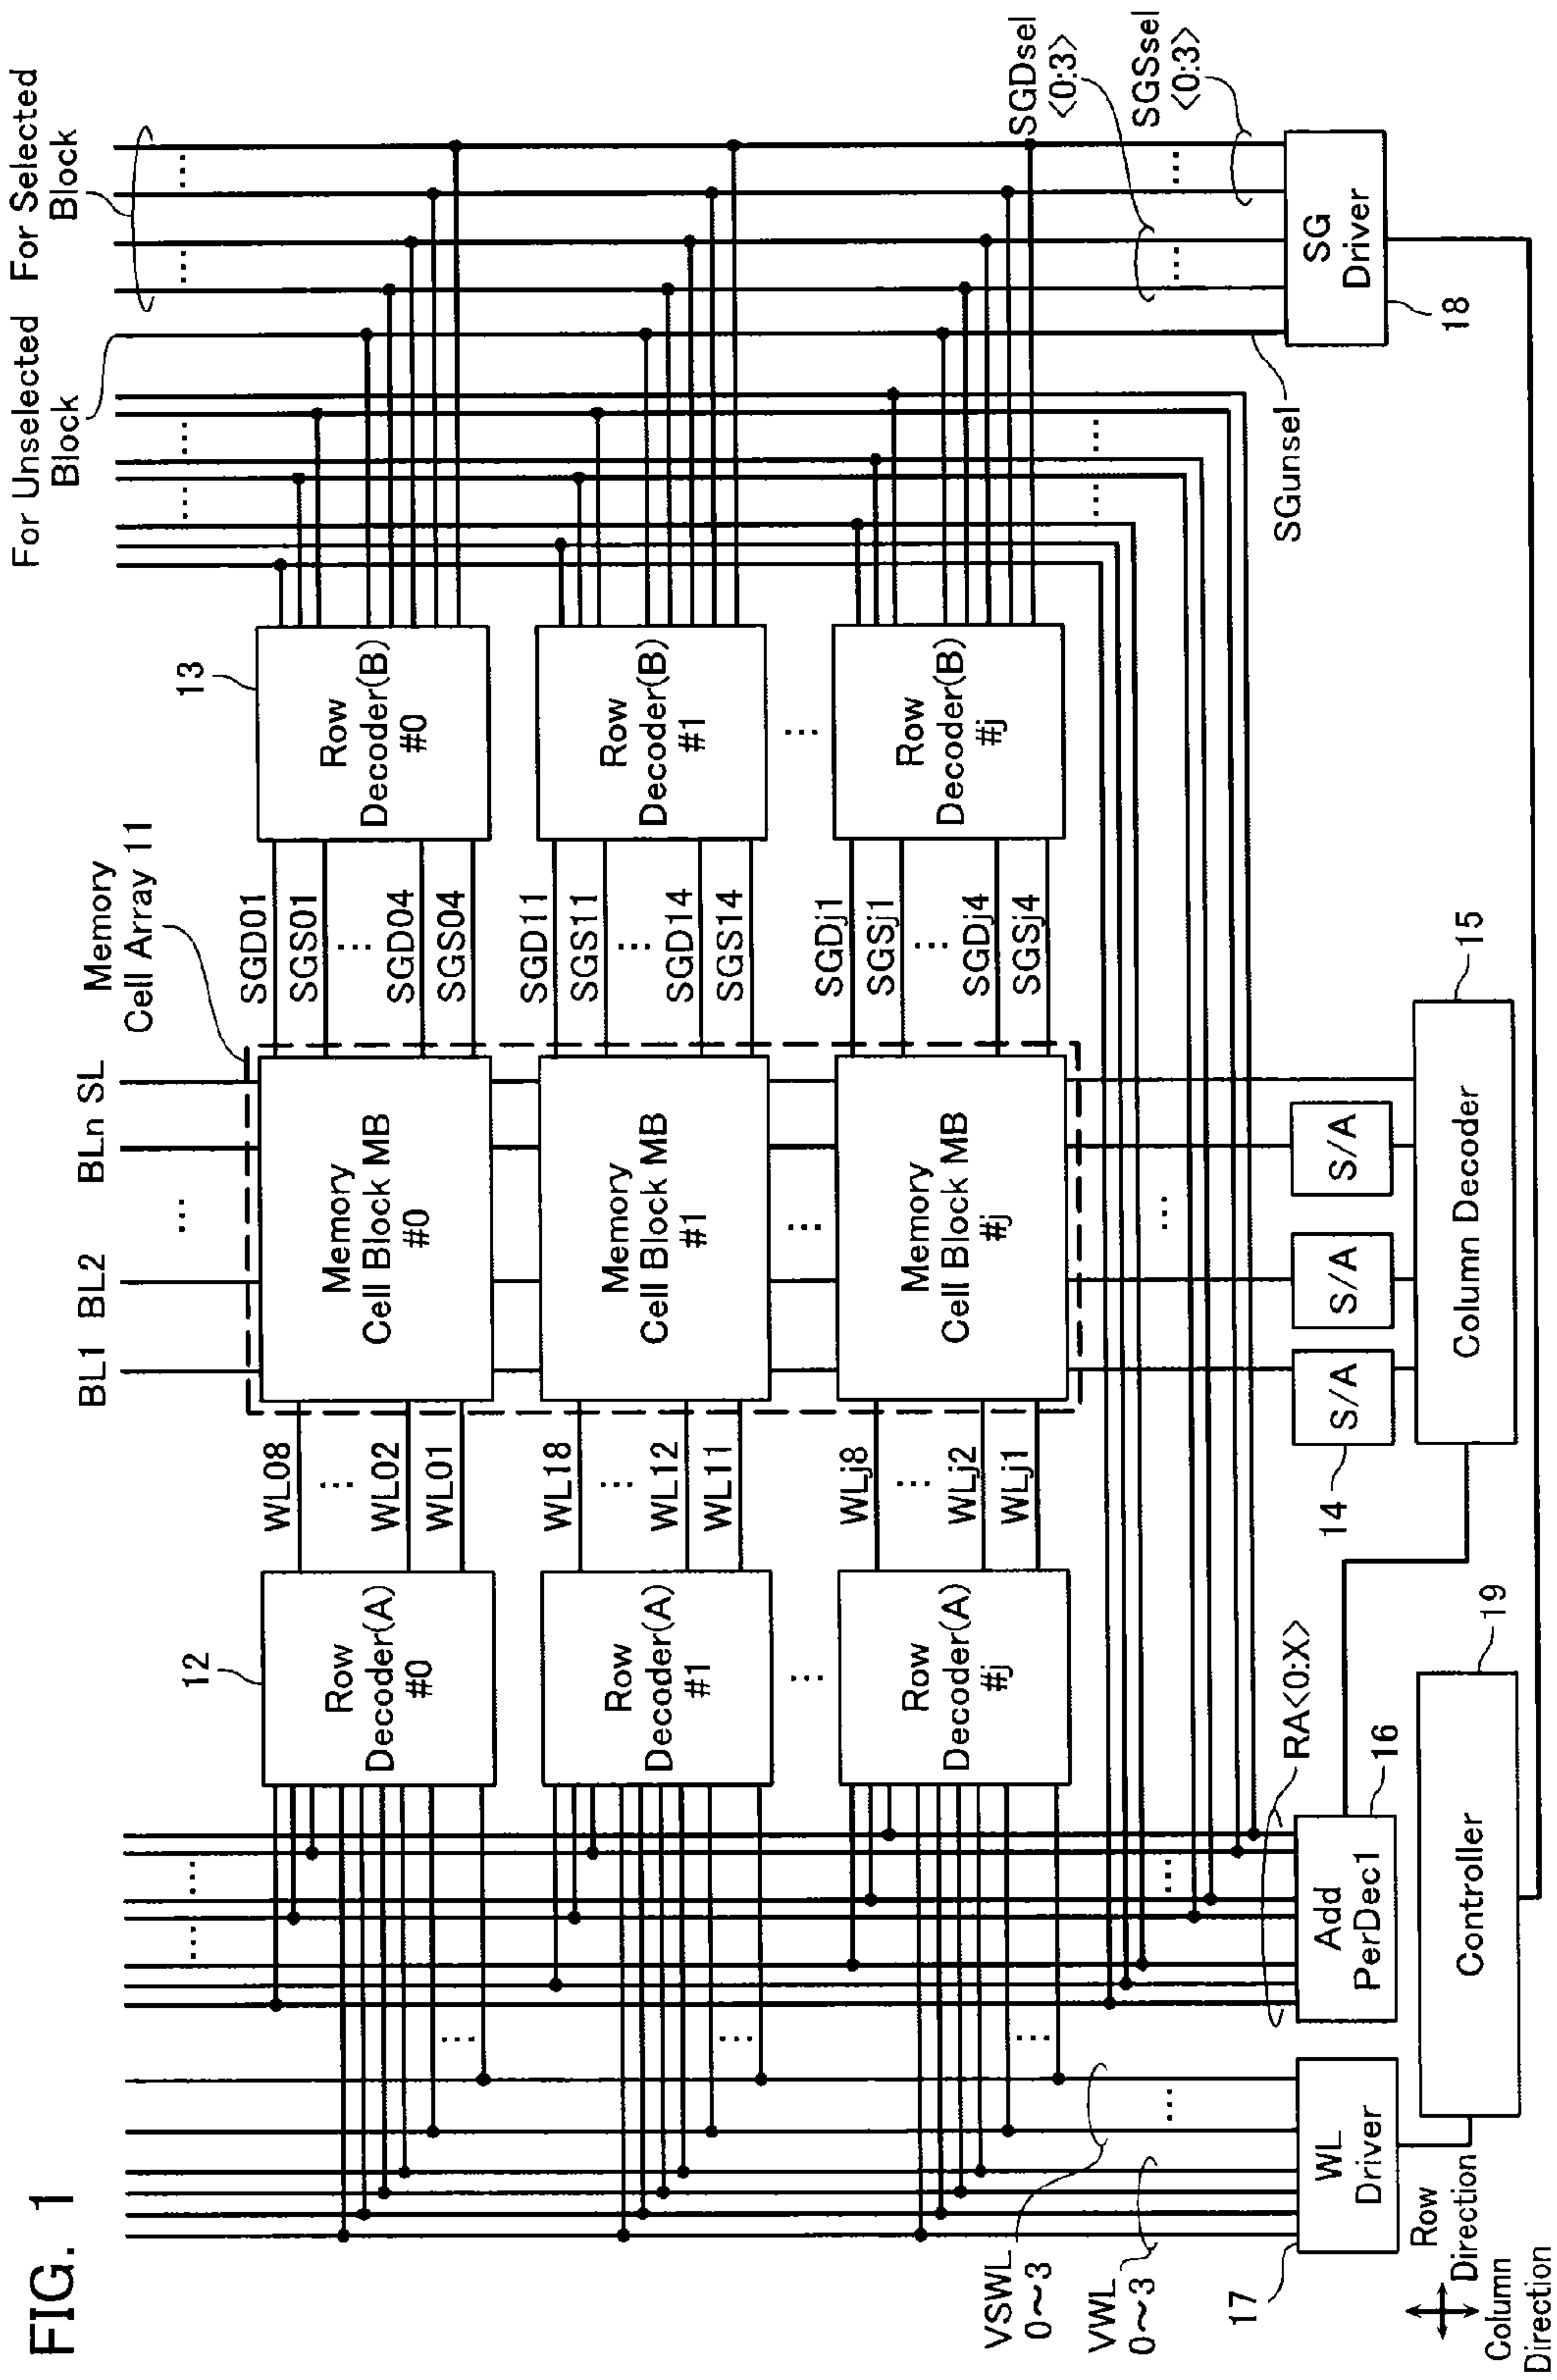 FIG. 1
BL1 BL2 ... BLn SL
Memory
Cell Array 11
For Unselected
Block
For Selected
Block
12
13
Row
Decoder(A)
#0
WL08
...
WL02
WL01
Memory
Cell Block MB
#0
SGD01
SGS01
...
SGD04
SGS04
Row
Decoder(B)
#0
Row
Decoder(A)
#1
WL18
...
WL12
WL11
Memory
Cell Block MB
#1
SGD11
SGS11
...
SGD14
SGS14
Row
Decoder(B)
#1
Row
Decoder(A)
#j
WLj8
...
WLj2
WLj1
Memory
Cell Block MB
#j
SGDj1
SGSj1
...
SGDj4
SGSj4
Row
Decoder(B)
#j
VSWL
0～3
VWL
0～3
RA<0:X>
SGunsel
SGDsel
<0:3>
SGSsel
<0:3>
17
WL
Driver
Add
PerDec1
16
14
S/A
S/A
S/A
SG
Driver
18
Column Decoder
15
Controller
19
Row
Direction
Column
Direction